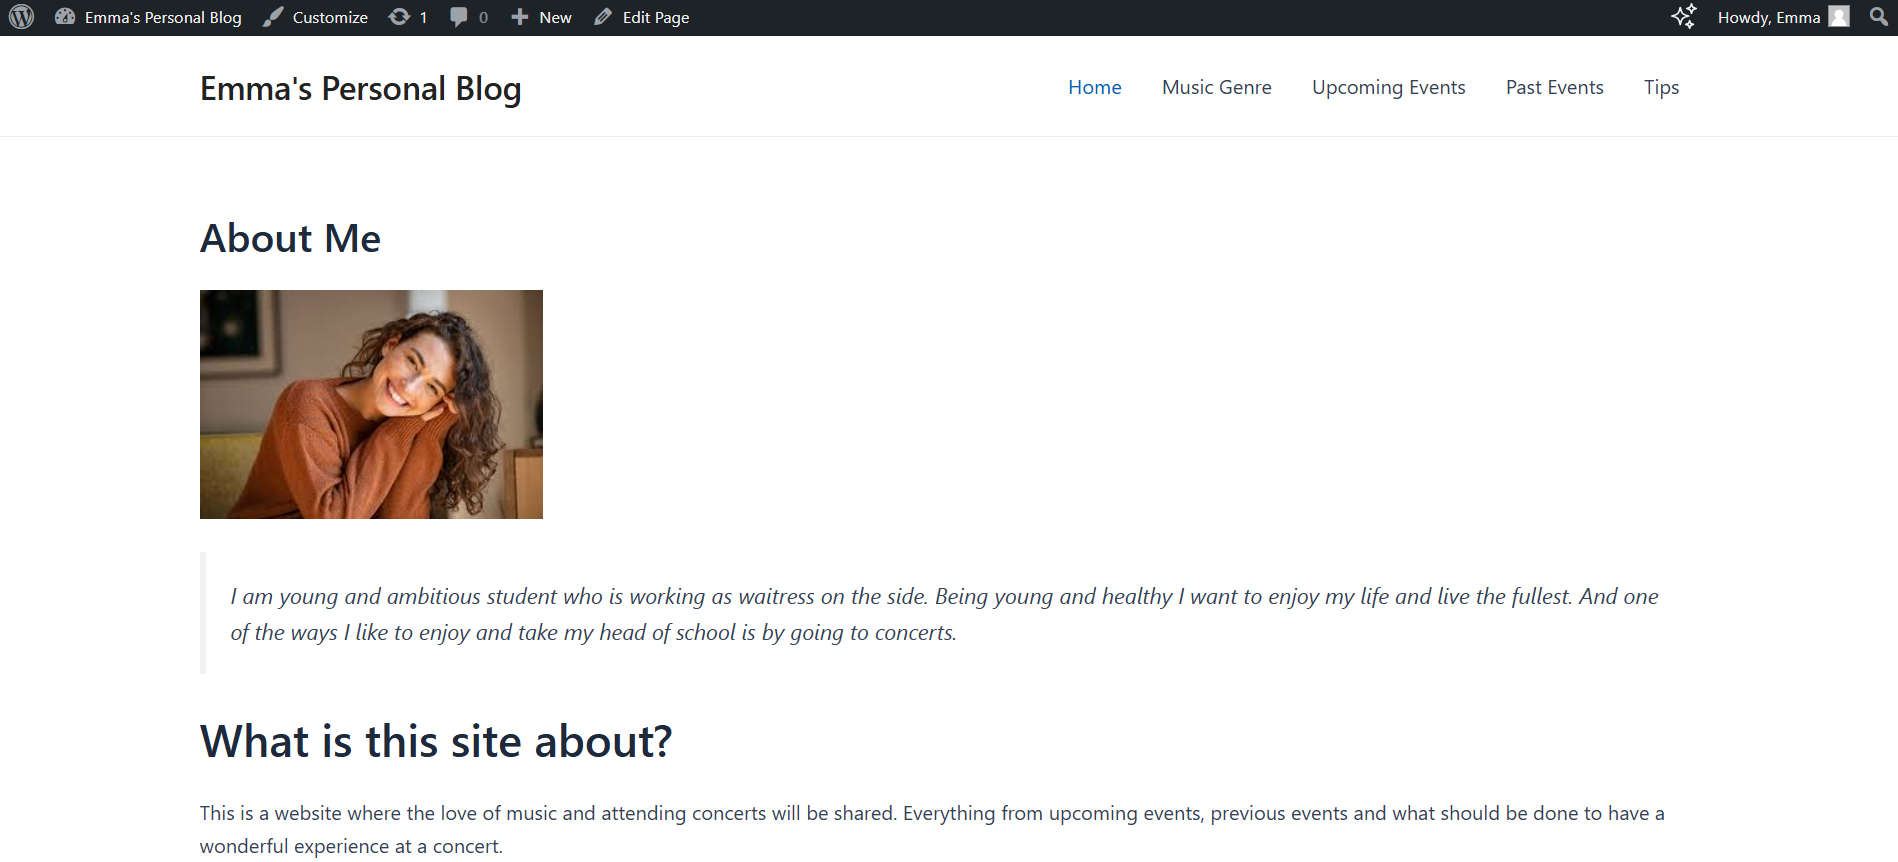 Emma's Personal Blog Customize 1 0 New Edit Page Howdy, Emma
Emma's Personal Blog Home Music Genre Upcoming Events Past Events Tips
About Me
I am young and ambitious student who is working as waitress on the side. Being young and healthy I want to enjoy my life and live the fullest. And one
of the ways I like to enjoy and take my head of school is by going to concerts.
What is this site about?
This is a website where the love of music and attending concerts will be shared. Everything from upcoming events, previous events and what should be done to have a
wonderful experience at a concert.